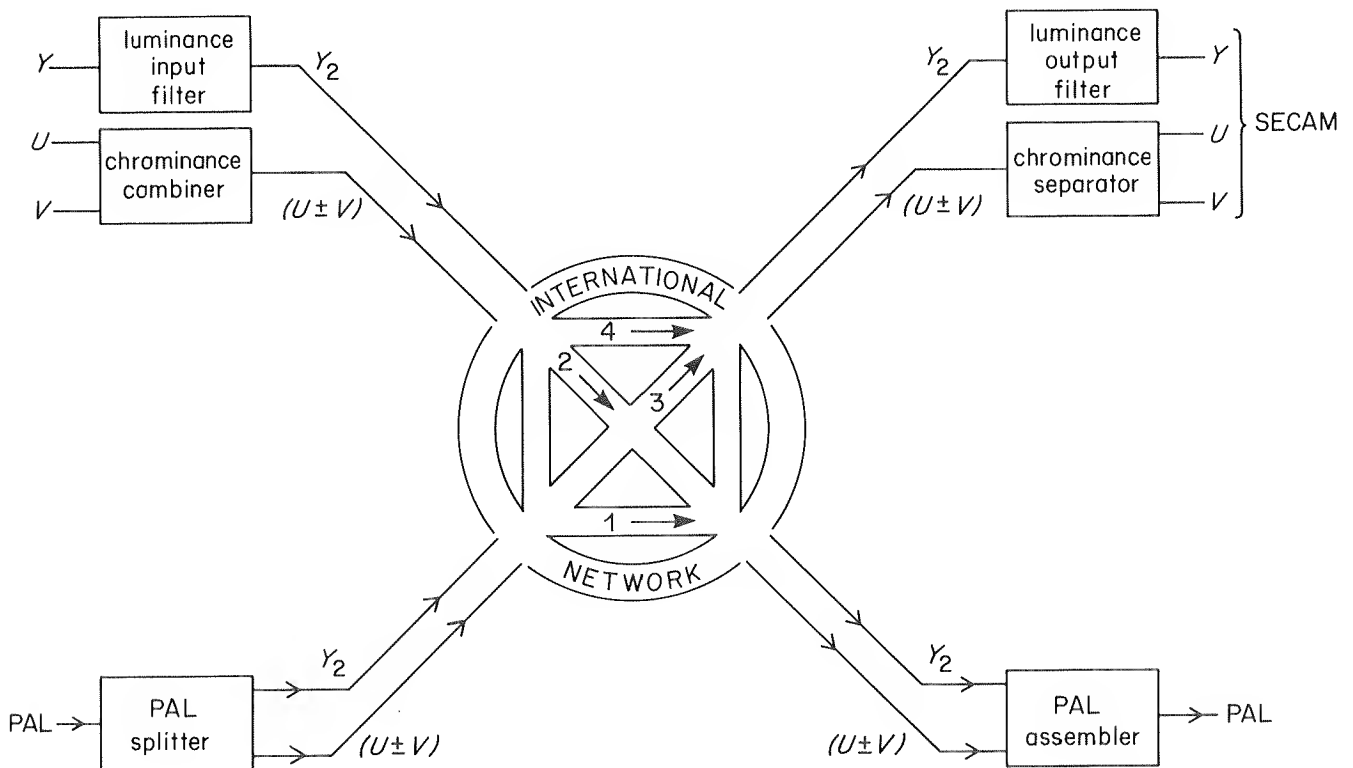 luminance
input
filter
Y
Y2
U
V
chrominance
combiner
(U±V)
Y2
luminance
output
filter
Y
U
V
SECAM
chrominance
separator
(U±V)
INTERNATIONAL
4
2
3
1
NETWORK
PAL
PAL
splitter
Y2
(U±V)
Y2
(U±V)
PAL
assembler
PAL